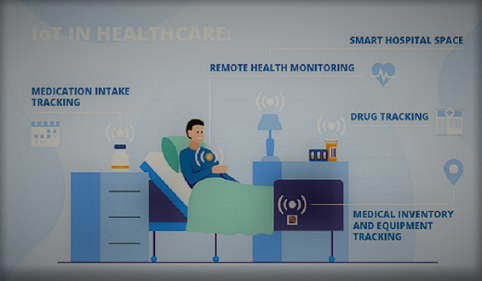 IoT IN HEALTHCARE:
SMART HOSPITAL SPACE
REMOTE HEALTH MONITORING
MEDICATION INTAKE
TRACKING
DRUG TRACKING
MEDICAL INVENTORY
AND EQUIPMENT
TRACKING